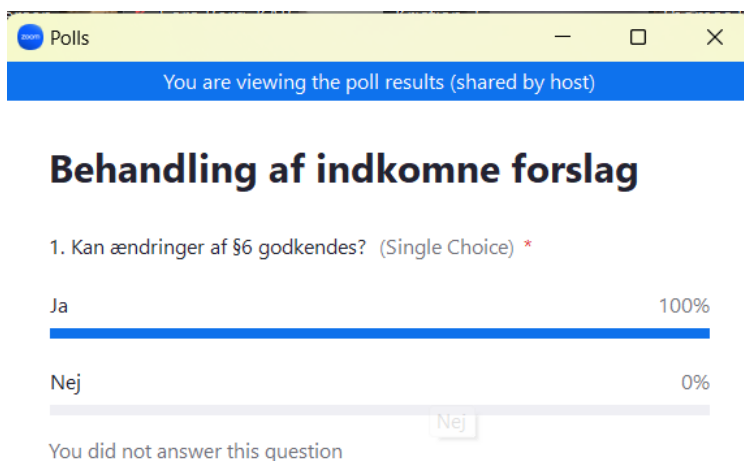 zoom Polls
You are viewing the poll results (shared by host)
Behandling af indkomne forslag
1. Kan ændringer af §6 godkendes? (Single Choice) *
Ja 100%
Nej 0%
Nej
You did not answer this question